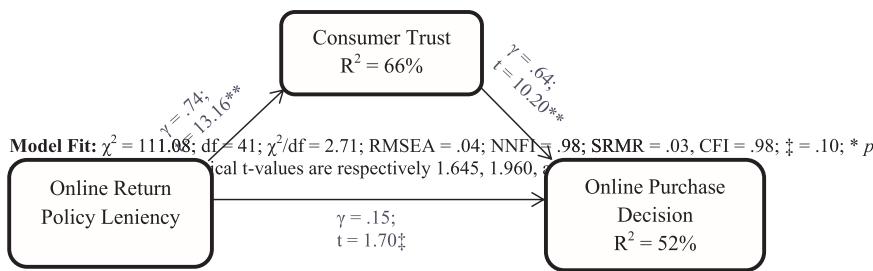 Consumer Trust
R² = 66%
γ = .74;
t = 13.16**
γ = .64;
t = 10.20**
Model Fit: χ² = 111.08; df = 41; χ²/df = 2.71; RMSEA = .04; NNFI = .98; SRMR = .03, CFI = .98; ‡ = .10; * p
t-values are respectively 1.645, 1.960,
Online Return
Policy Leniency
γ = .15;
t = 1.70‡
Online Purchase
Decision
R² = 52%